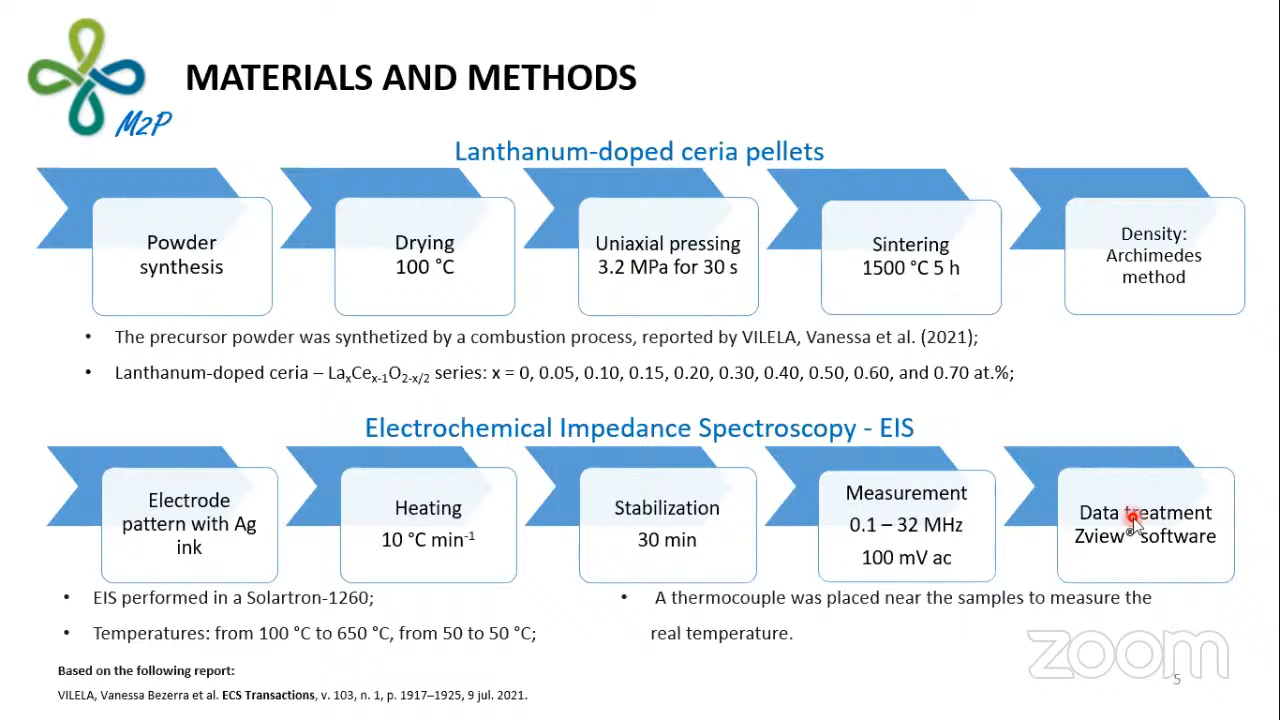 M2P
MATERIALS AND METHODS
Lanthanum-doped ceria pellets
Powder
synthesis
Drying
100 °C
Uniaxial pressing
3.2 MPa for 30 s
Sintering
1500 °C 5 h
Density:
Archimedes
method
• The precursor powder was synthetized by a combustion process, reported by VILELA, Vanessa et al. (2021);
• Lanthanum-doped ceria – LaxCex-1O2-x/2 series: x = 0, 0.05, 0.10, 0.15, 0.20, 0.30, 0.40, 0.50, 0.60, and 0.70 at.%;
Electrochemical Impedance Spectroscopy - EIS
Electrode
pattern with Ag
ink
Heating
10 °C min-1
Stabilization
30 min
Measurement
0.1 – 32 MHz
100 mV ac
Data treatment
Zview® software
• EIS performed in a Solartron-1260;
• Temperatures: from 100 °C to 650 °C, from 50 to 50 °C;
• A thermocouple was placed near the samples to measure the
real temperature.
Based on the following report:
VILELA, Vanessa Bezerra et al. ECS Transactions, v. 103, n. 1, p. 1917–1925, 9 jul. 2021.
zoom
5